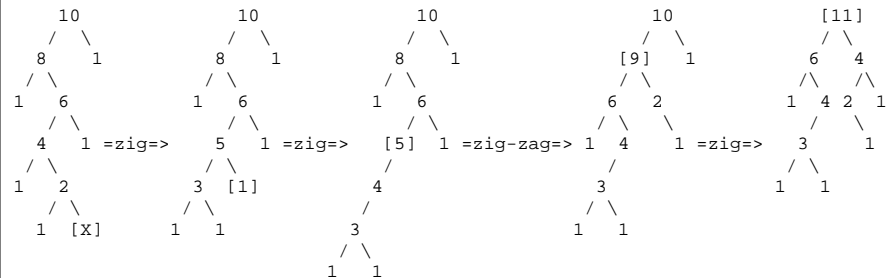 10 10 10 10 [11]
/ \ / \ / \ / \ / \
8 1 8 1 8 1 [9] 1 6 4
/ \ / \ / \ / \ /\ /\
1 6 1 6 1 6 6 2 1 4 2 1
/ \ / \ / \ / \ \ / \
4 1 =zig=> 5 1 =zig=> [5] 1 =zig-zag=> 1 4 1 =zig=> 3 1
/ \ / \ / / / \
1 2 3 [1] 4 3 1 1
/ \ / \ / / \
1 [X] 1 1 3 1 1
/ \
1 1